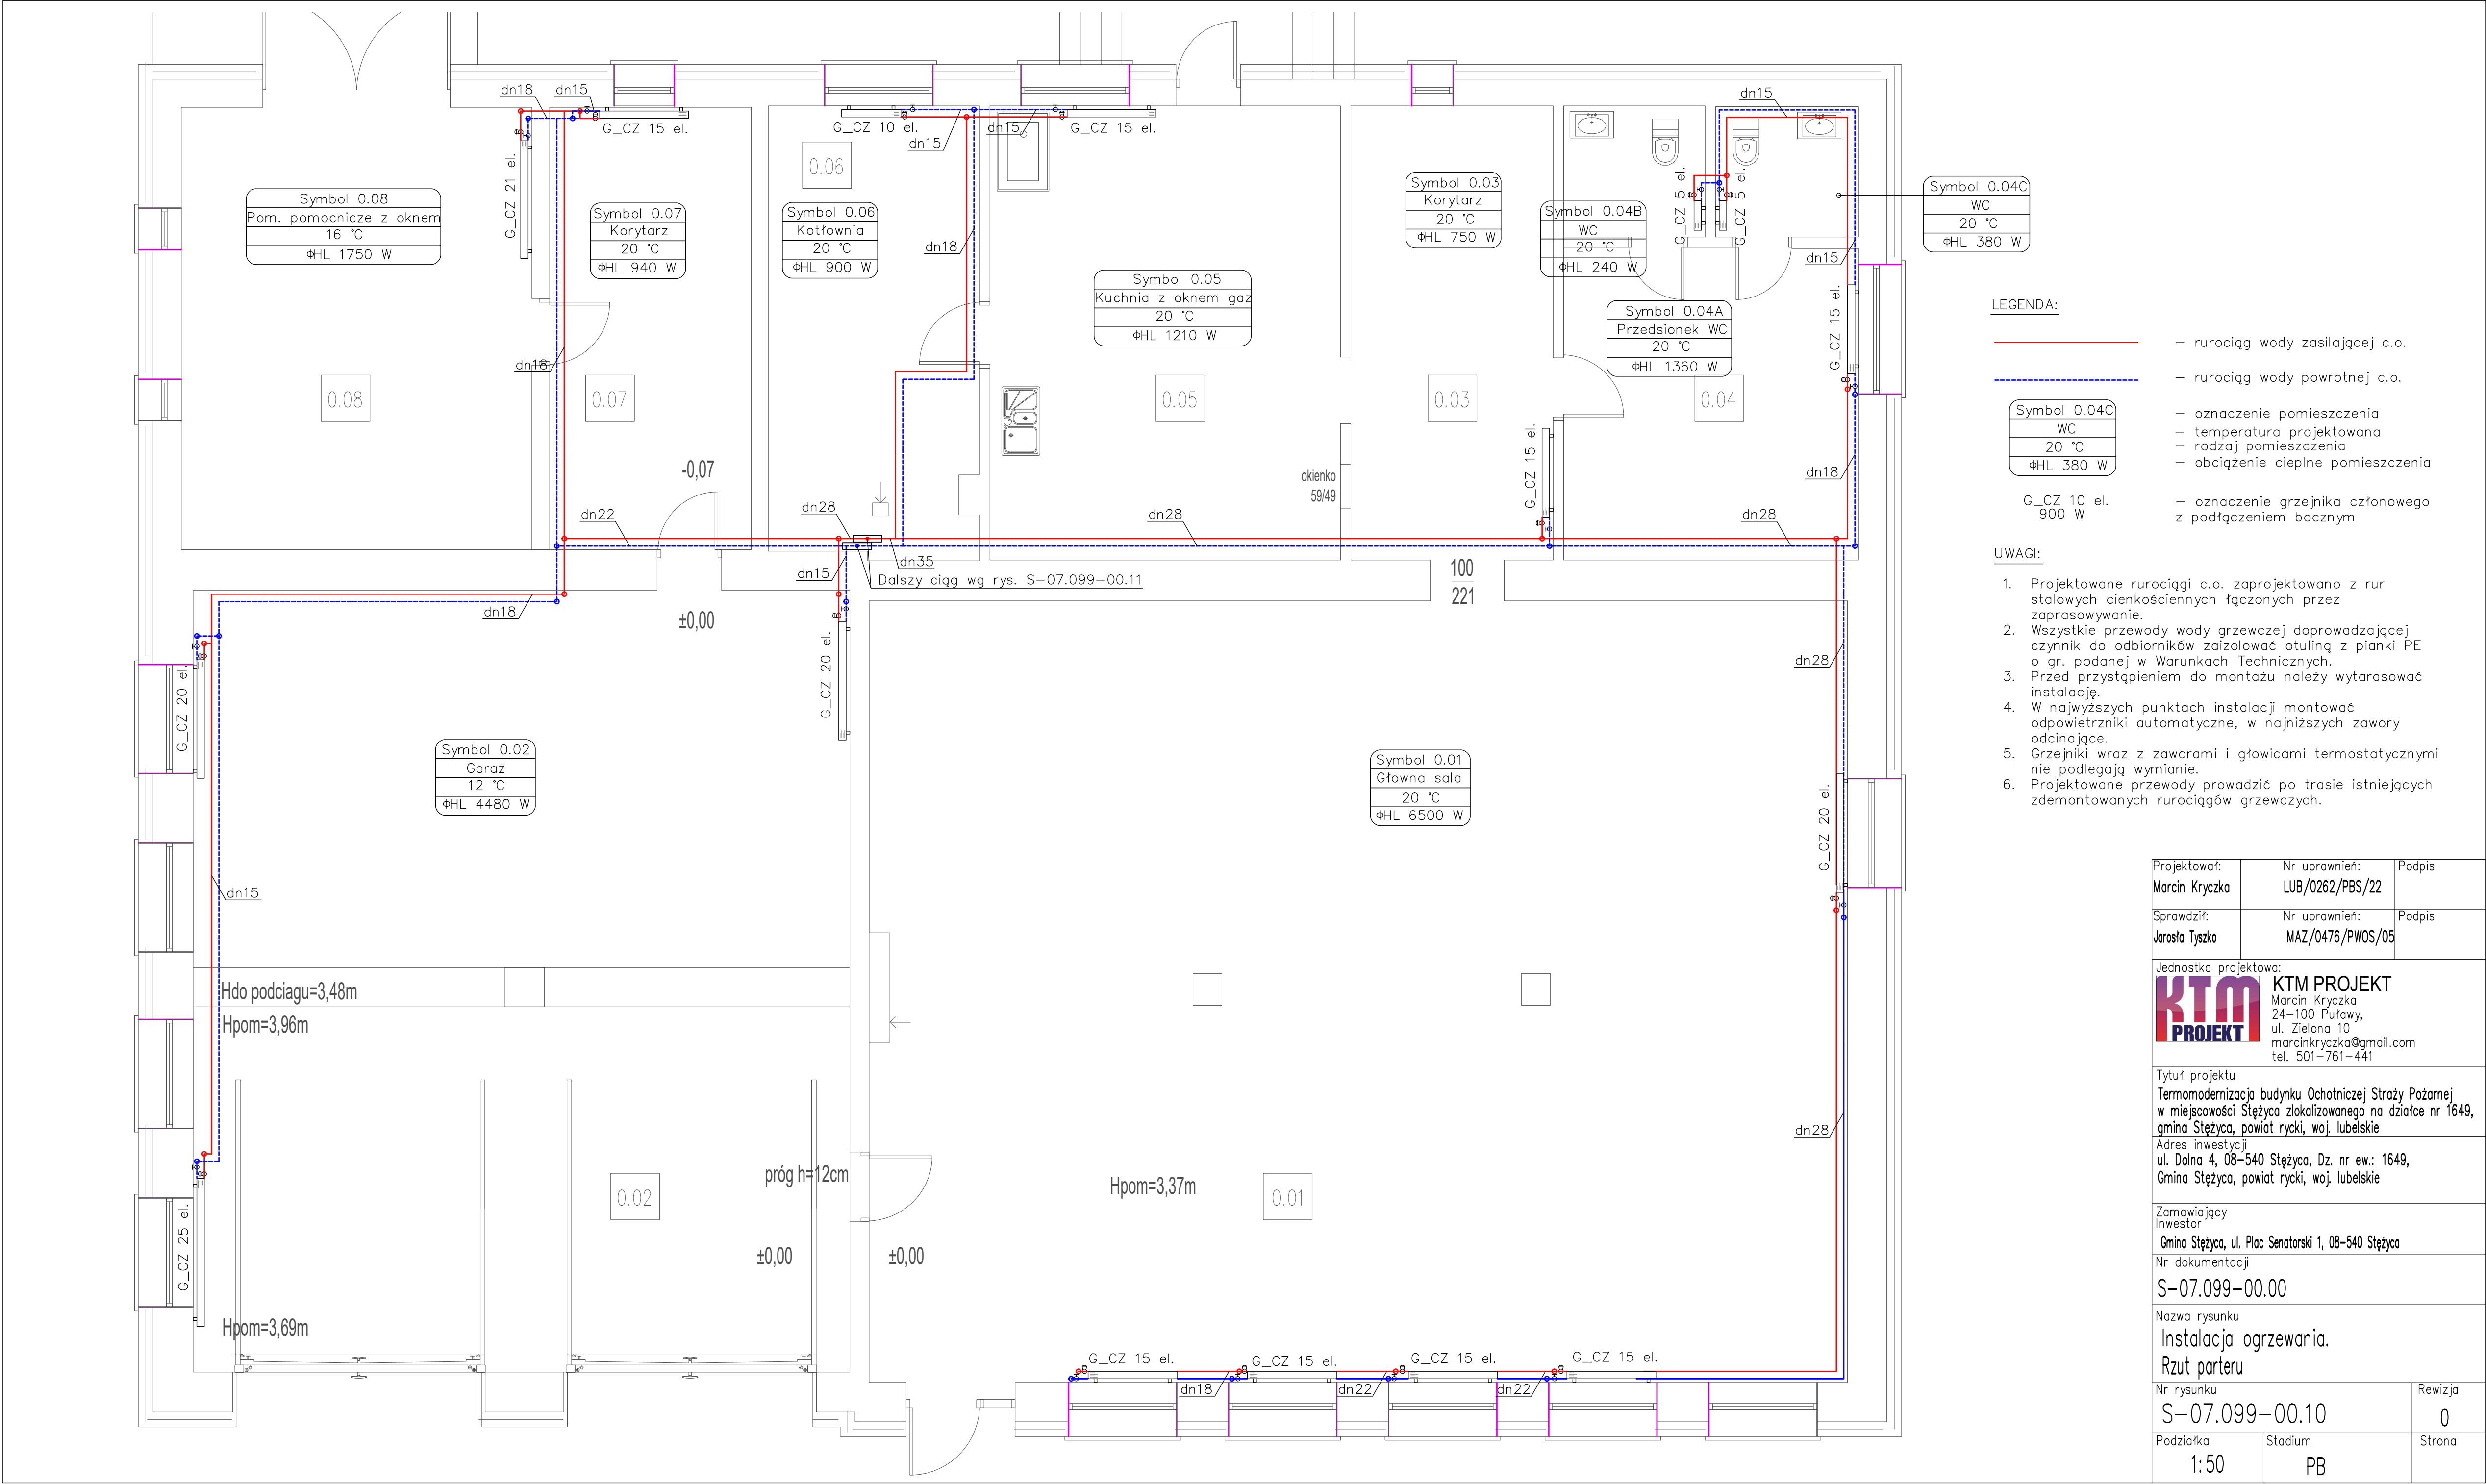 dn18
dn15
G_CZ 15 el.
G_CZ 21 el.
G_CZ 10 el.
dn15
dn15
G_CZ 15 el.
dn15
0.06
Symbol 0.08
Pom. pomocnicze z oknem
16 °C
ΦHL 1750 W
Symbol 0.07
Korytarz
20 °C
ΦHL 940 W
Symbol 0.06
Kotłownia
20 °C
ΦHL 900 W
dn18
Symbol 0.05
Kuchnia z oknem gaz
20 °C
ΦHL 1210 W
Symbol 0.03
Korytarz
20 °C
ΦHL 750 W
Symbol 0.04B
WC
20 °C
ΦHL 240 W
G_CZ 5 el.
G_CZ 5 el.
Symbol 0.04C
WC
20 °C
ΦHL 380 W
dn15
Symbol 0.04A
Przedsionek WC
20 °C
ΦHL 1360 W
G_CZ 15 el.
dn18
0.08
0.07
0.05
0.03
0.04
-0,07
okienko
59/49
G_CZ 15 el.
dn18
dn22
dn28
dn28
dn28
dn15
dn35
Dalszy ciąg wg rys. S-07.099-00.11
100
221
dn18
±0,00
G_CZ 20 el.
G_CZ 20 el.
dn28
Symbol 0.02
Garaż
12 °C
ΦHL 4480 W
Symbol 0.01
Głowna sala
20 °C
ΦHL 6500 W
G_CZ 20 el.
dn15
Hdo podciagu=3,48m
Hpom=3,96m
dn28
próg h=12cm
Hpom=3,37m
0.02
0.01
±0,00
±0,00
G_CZ 25 el.
Hpom=3,69m
G_CZ 15 el.
G_CZ 15 el.
G_CZ 15 el.
G_CZ 15 el.
dn18
dn22
dn22
LEGENDA:
– rurociąg wody zasilającej c.o.
– rurociąg wody powrotnej c.o.
Symbol 0.04C
WC
20 °C
ΦHL 380 W
– oznaczenie pomieszczenia
– temperatura projektowana
– rodzaj pomieszczenia
– obciążenie cieplne pomieszczenia
G_CZ 10 el.
900 W
– oznaczenie grzejnika członowego
z podłączeniem bocznym
UWAGI:
1. Projektowane rurociągi c.o. zaprojektowano z rur
stalowych cienkościennych łączonych przez
zaprasowywanie.
2. Wszystkie przewody wody grzewczej doprowadzającej
czynnik do odbiorników zaizolować otuliną z pianki PE
o gr. podanej w Warunkach Technicznych.
3. Przed przystąpieniem do montażu należy wytarasować
instalację.
4. W najwyższych punktach instalacji montować
odpowietrzniki automatyczne, w najniższych zawory
odcinające.
5. Grzejniki wraz z zaworami i głowicami termostatycznymi
nie podlegają wymianie.
6. Projektowane przewody prowadzić po trasie istniejących
zdemontowanych rurociągów grzewczych.
Projektował: Nr uprawnień: Podpis
Marcin Kryczka LUB/0262/PBS/22
Sprawdził: Nr uprawnień: Podpis
Jarosła Tyszko MAZ/0476/PWOS/05
Jednostka projektowa:
KTM PROJEKT
KTM PROJEKT
Marcin Kryczka
24-100 Puławy,
ul. Zielona 10
marcinkryczka@gmail.com
tel. 501-761-441
Tytuł projektu
Termomodernizacja budynku Ochotniczej Straży Pożarnej
w miejscowości Stężyca zlokalizowanego na działce nr 1649,
gmina Stężyca, powiat rycki, woj. lubelskie
Adres inwestycji
ul. Dolna 4, 08-540 Stężyca, Dz. nr ew.: 1649,
Gmina Stężyca, powiat rycki, woj. lubelskie
Zamawiający
Inwestor
Gmina Stężyca, ul. Plac Senatorski 1, 08-540 Stężyca
Nr dokumentacji
S-07.099-00.00
Nazwa rysunku
Instalacja ogrzewania.
Rzut parteru
Nr rysunku Rewizja
S-07.099-00.10 0
Podziałka Stadium Strona
1:50 PB